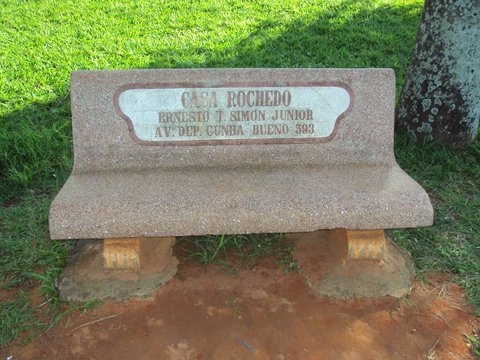 CASA ROCHEDO
ERNESTO T. SIMON JUNIOR
AV. DEP. CUNHA BUENO 393